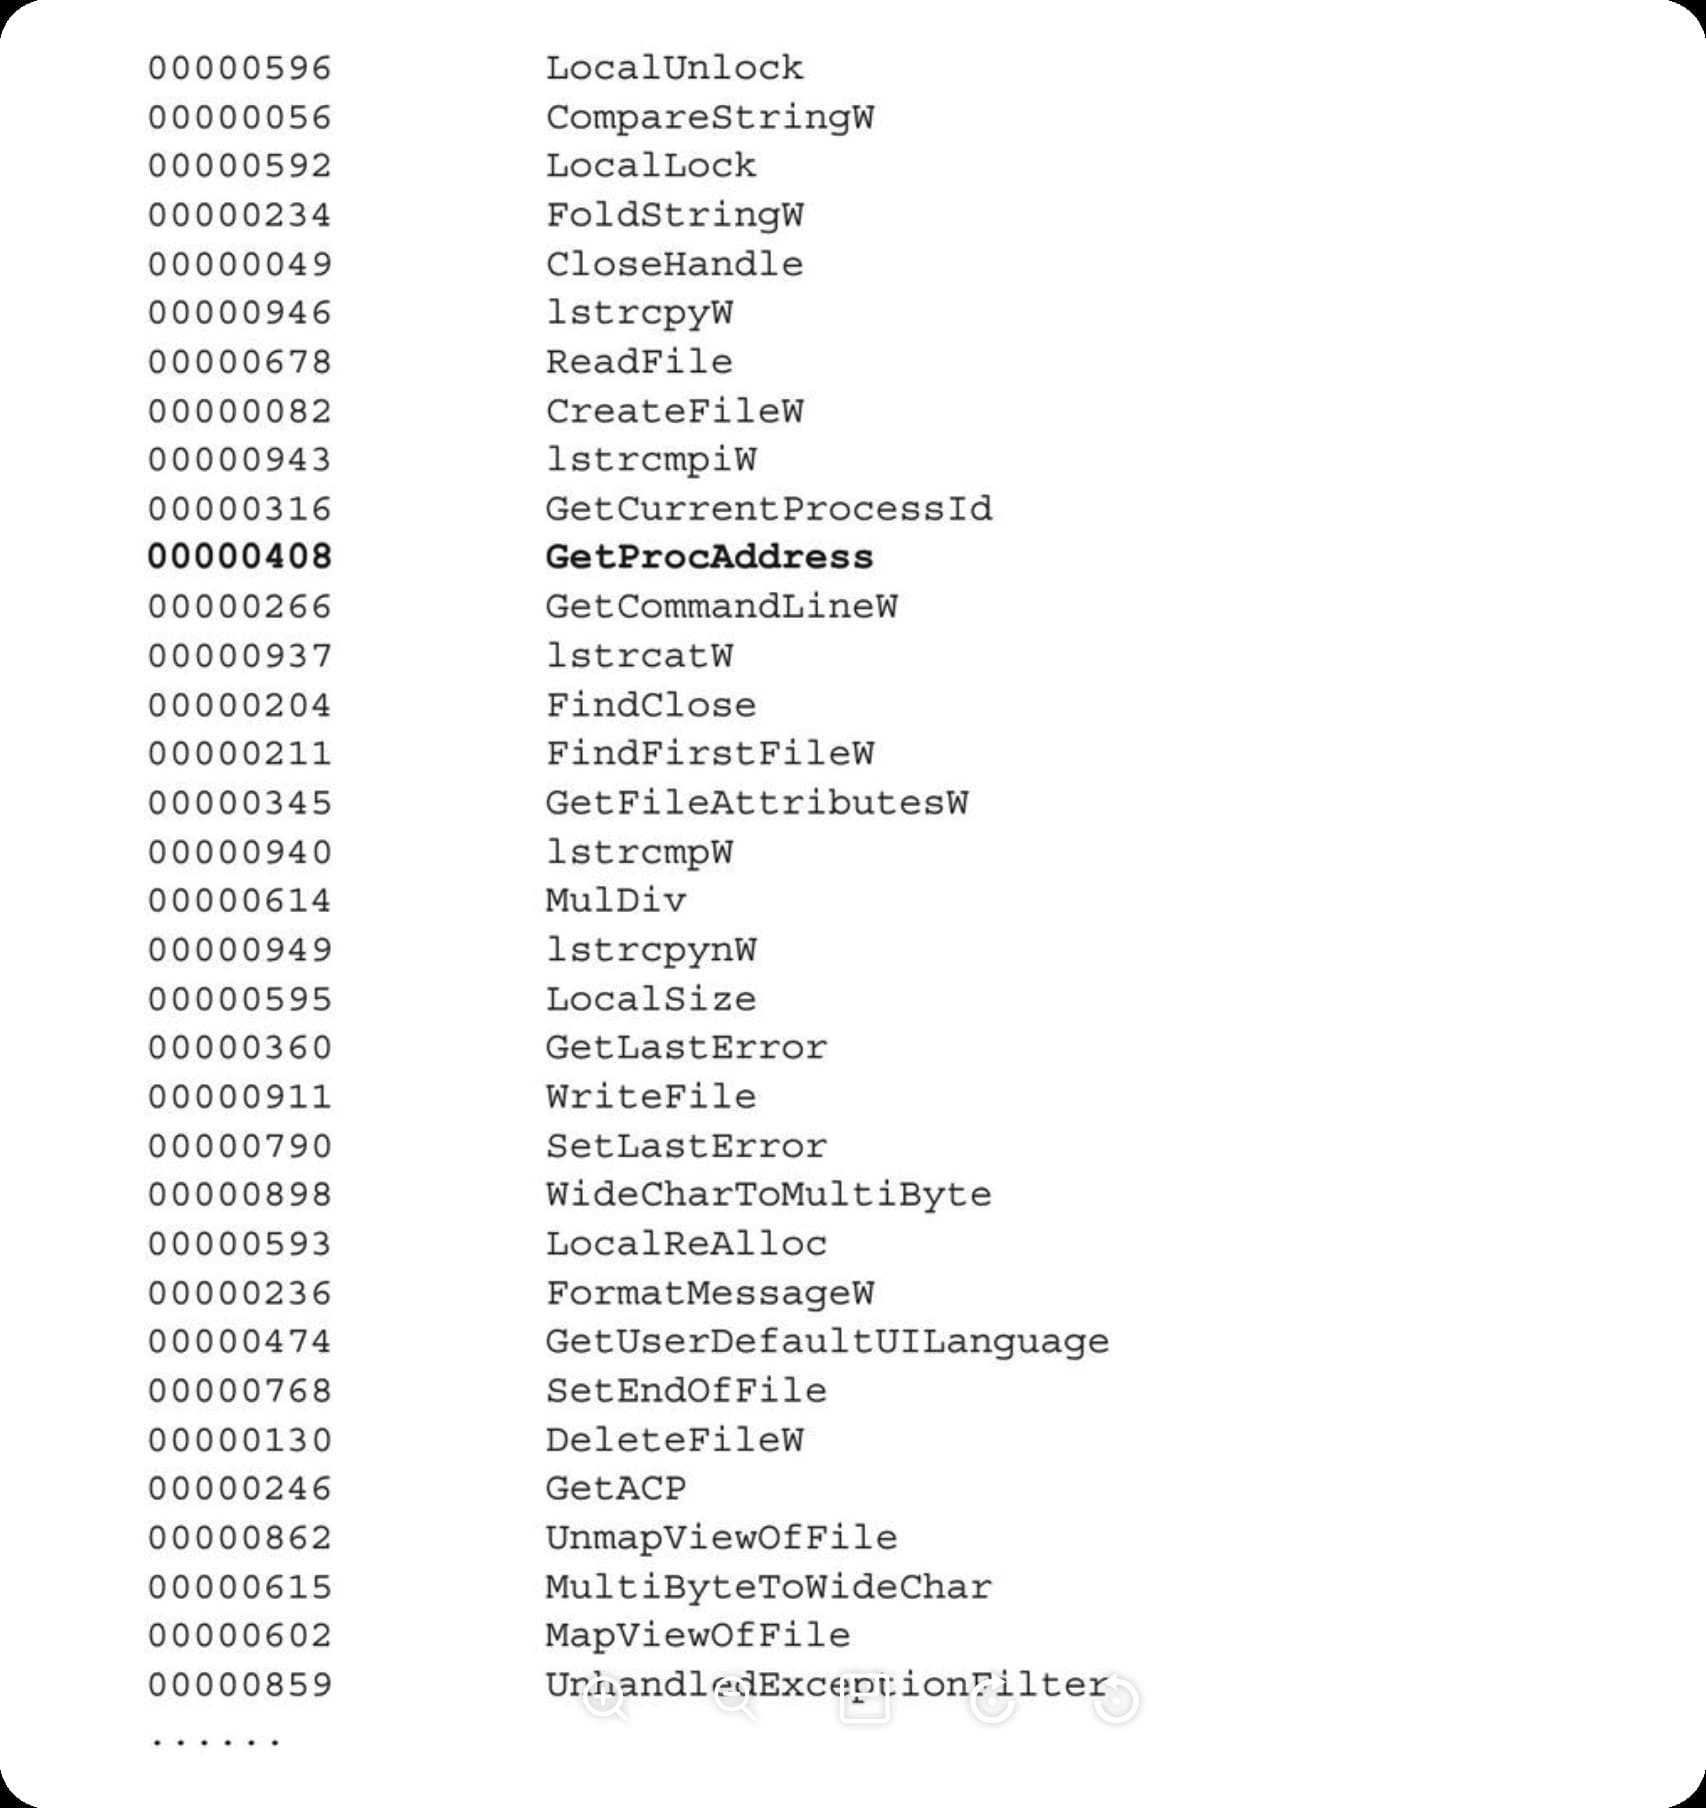 00000596 LocalUnlock
00000056 CompareStringW
00000592 LocalLock
00000234 FoldStringW
00000049 CloseHandle
00000946 lstrcpyW
00000678 ReadFile
00000082 CreateFileW
00000943 lstrcmpiW
00000316 GetCurrentProcessId
00000408 GetProcAddress
00000266 GetCommandLineW
00000937 lstrcatW
00000204 FindClose
00000211 FindFirstFileW
00000345 GetFileAttributesW
00000940 lstrcmpW
00000614 MulDiv
00000949 lstrcpynW
00000595 LocalSize
00000360 GetLastError
00000911 WriteFile
00000790 SetLastError
00000898 WideCharToMultiByte
00000593 LocalReAlloc
00000236 FormatMessageW
00000474 GetUserDefaultUILanguage
00000768 SetEndOfFile
00000130 DeleteFileW
00000246 GetACP
00000862 UnmapViewOfFile
00000615 MultiByteToWideChar
00000602 MapViewOfFile
00000859 UnhandledExceptionFilter
......